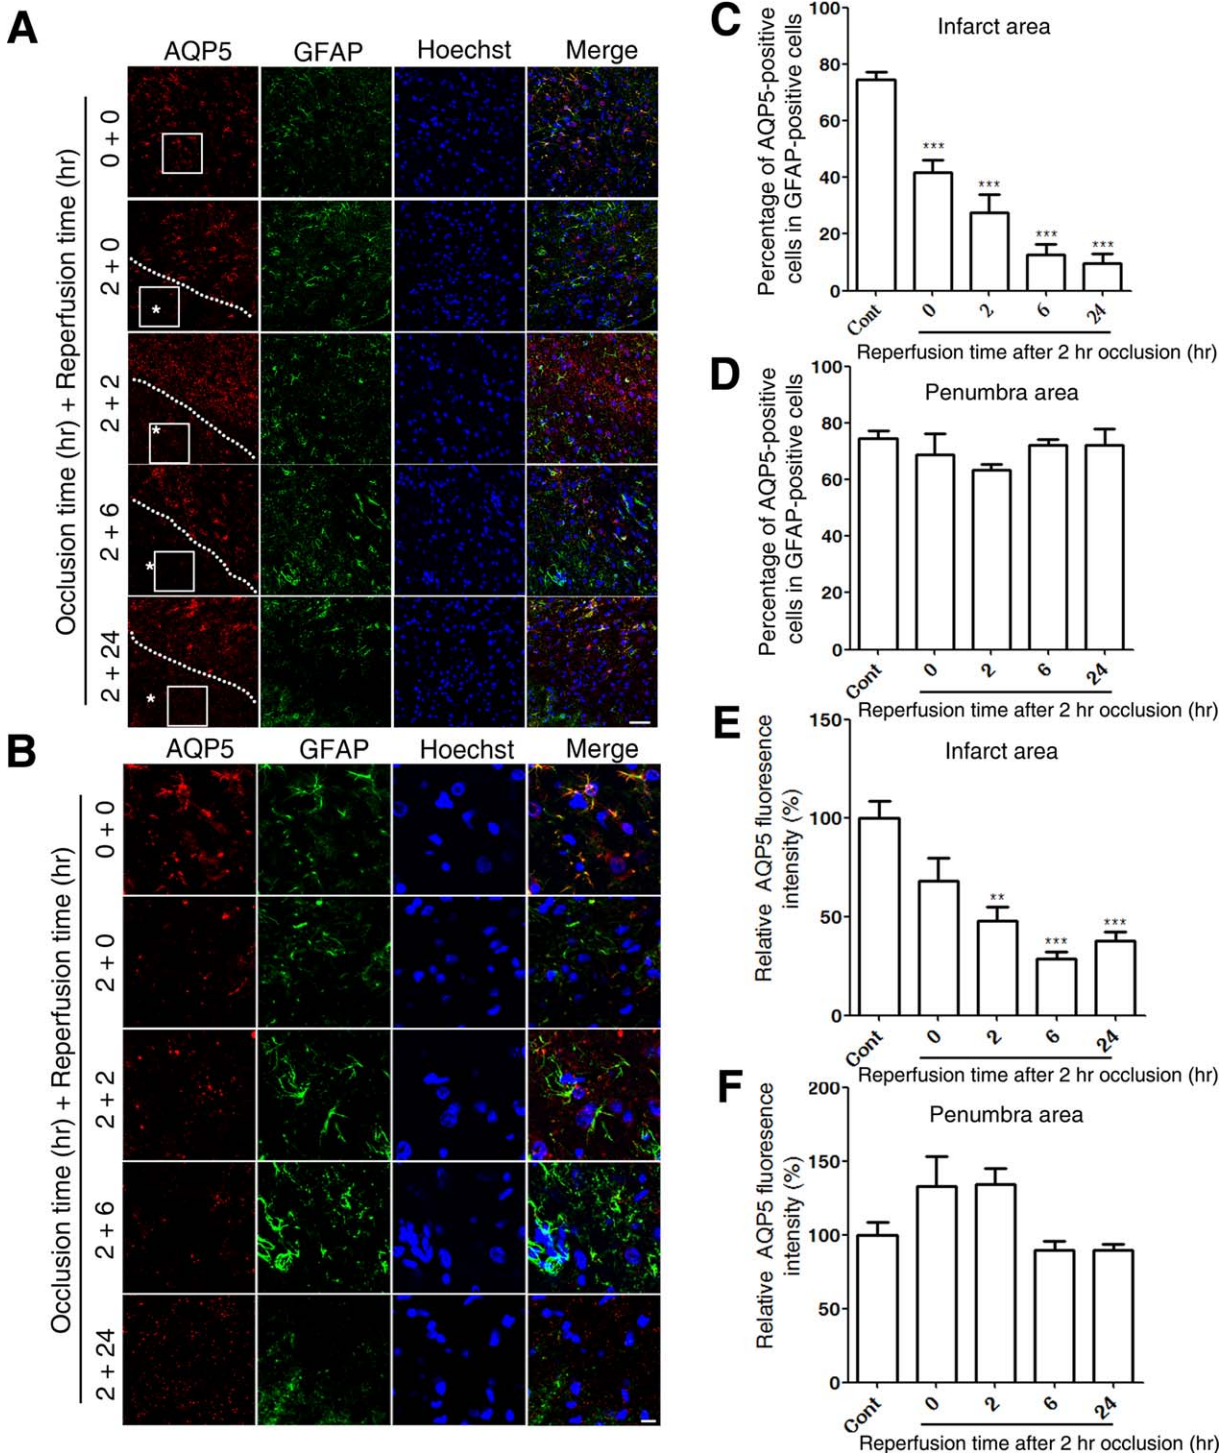 A
AQP5 GFAP Hoechst Merge
Occlusion time (hr) + Reperfusion time (hr)
0 + 0
2 + 0
*
2 + 2
*
2 + 6
*
2 + 24
*
B
AQP5 GFAP Hoechst Merge
Occlusion time (hr) + Reperfusion time (hr)
0 + 0
2 + 0
2 + 2
2 + 6
2 + 24
C
Infarct area
Percentage of AQP5-positive
cells in GFAP-positive cells
100
80
60
40
20
0
***
***
***
***
Cont 0 2 6 24
Reperfusion time after 2 hr occlusion (hr)
D
Penumbra area
Percentage of AQP5-positive
cells in GFAP-positive cells
100
80
60
40
20
0
Cont 0 2 6 24
Reperfusion time after 2 hr occlusion (hr)
E
Infarct area
Relative AQP5 fluoresence
intensity (%)
150
100
50
0
**
***
***
Cont 0 2 6 24
Reperfusion time after 2 hr occlusion (hr)
F
Penumbra area
Relative AQP5 fluoresence
intensity (%)
200
150
100
50
0
Cont 0 2 6 24
Reperfusion time after 2 hr occlusion (hr)